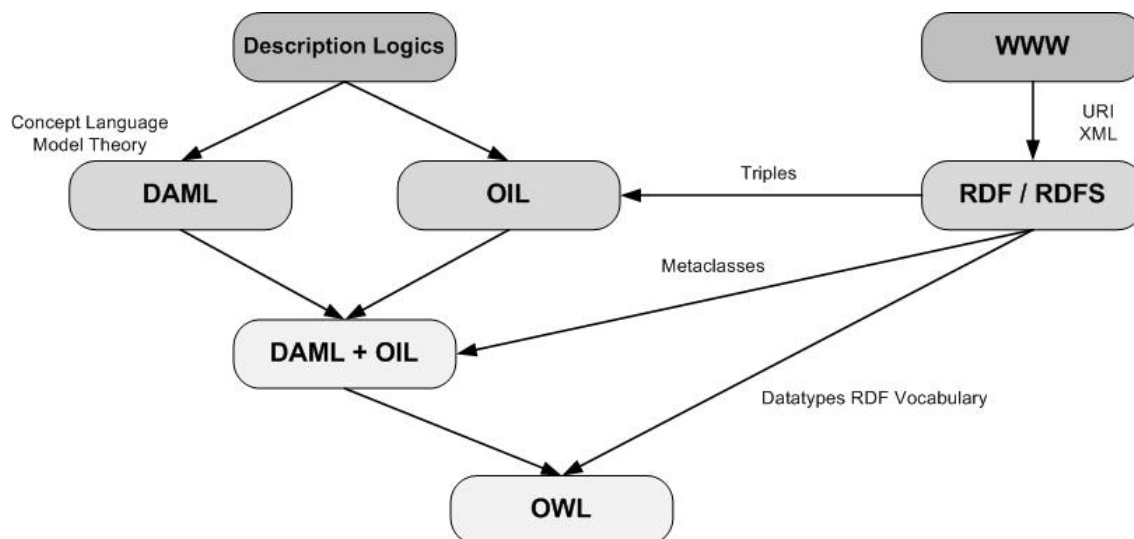 Description Logics
WWW
Concept Language
Model Theory
URI
XML
DAML
OIL
Triples
RDF / RDFS
Metaclasses
DAML + OIL
Datatypes RDF Vocabulary
OWL